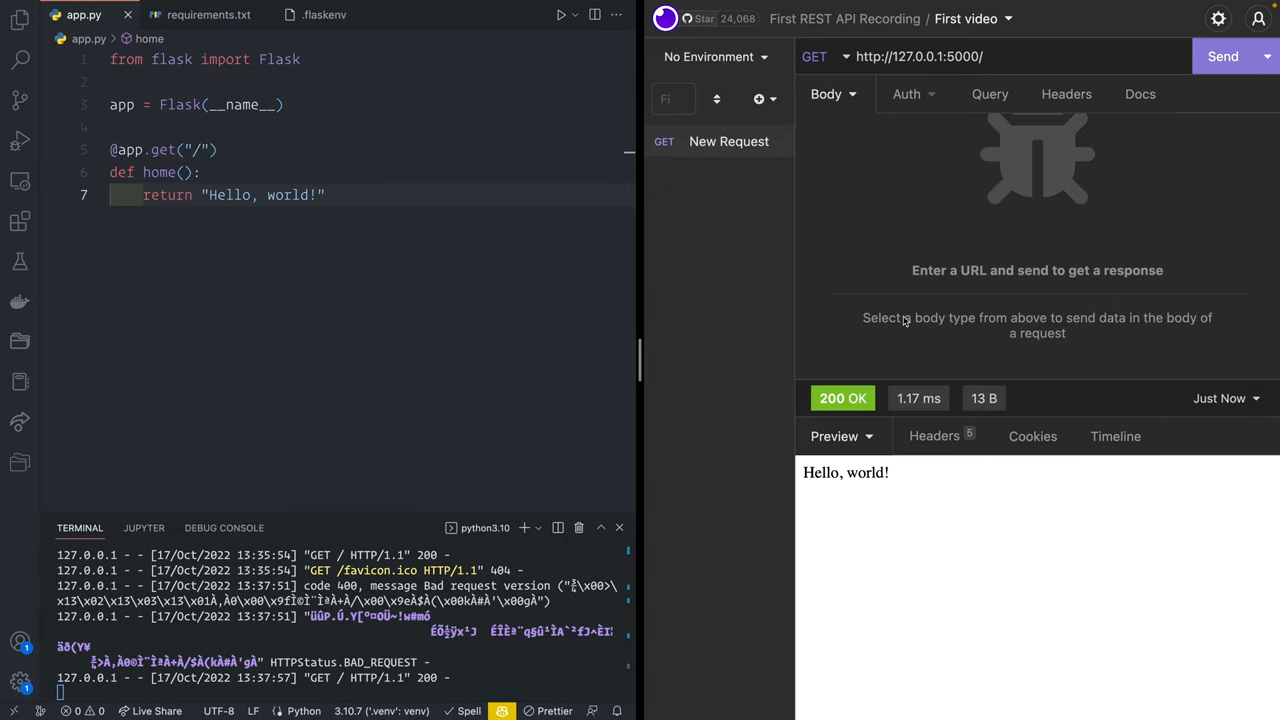 app.py
requirements.txt
.flaskenv
app.py > home
1 from flask import Flask
2
3 app = Flask(__name__)
4
5 @app.get("/")
6 def home():
7 return "Hello, world!"
TERMINAL JUPYTER DEBUG CONSOLE python3.10
127.0.0.1 - - [17/Oct/2022 13:35:54] "GET / HTTP/1.1" 200 -
127.0.0.1 - - [17/Oct/2022 13:35:54] "GET /favicon.ico HTTP/1.1" 404 -
127.0.0.1 - - [17/Oct/2022 13:37:51] code 400, message Bad request version
127.0.0.1 - - [17/Oct/2022 13:37:51]
HTTPStatus.BAD_REQUEST -
127.0.0.1 - - [17/Oct/2022 13:37:57] "GET / HTTP/1.1" 200 -
1
1
0 0 Live Share UTF-8 LF Python 3.10.7 ('.venv': venv) Spell Prettier
Star 24,068 First REST API Recording / First video
No Environment
Fi
GET New Request
GET http://127.0.0.1:5000/ Send
Body Auth Query Headers Docs
Enter a URL and send to get a response
Select a body type from above to send data in the body of
a request
200 OK 1.17 ms 13 B Just Now
Preview Headers 5 Cookies Timeline
Hello, world!